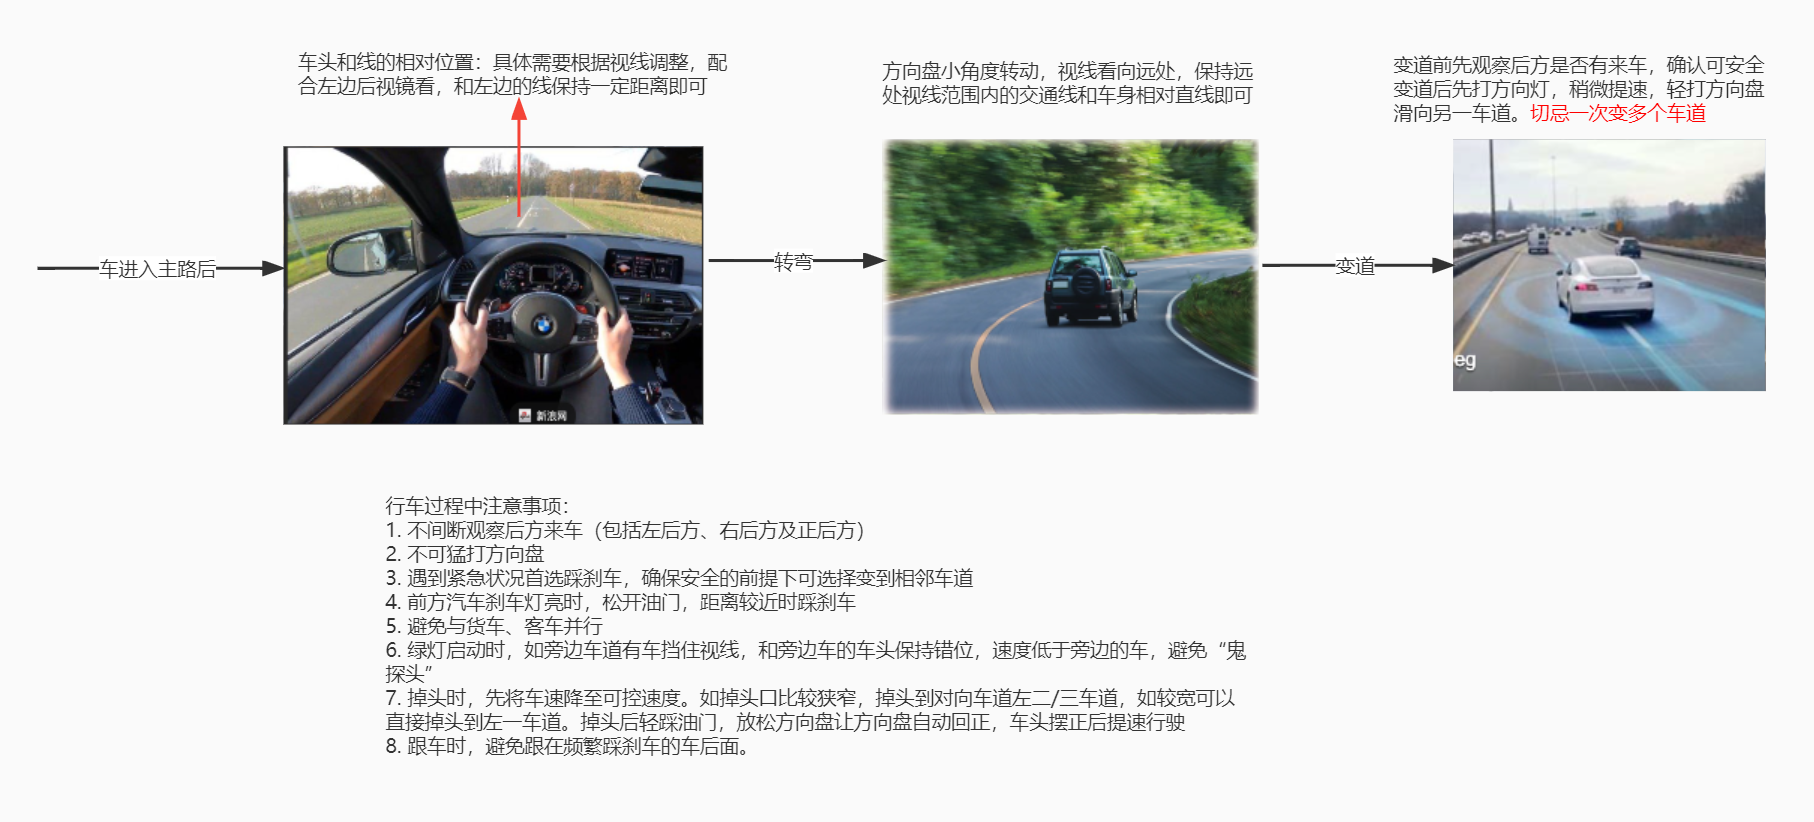 车头和线的相对位置：具体需要根据视线调整，配
合左边后视镜看，和左边的线保持一定距离即可
方向盘小角度转动，视线看向远处，保持远
处视线范围内的交通线和车身相对直线即可
变道前先观察后方是否有来车，确认可安全
变道后先打方向灯，稍微提速，轻打方向盘
滑向另一车道。切忌一次变多个车道
车进入主路后
转弯
变道
eg
新浪网
行车过程中注意事项：
1. 不间断观察后方来车（包括左后方、右后方及正后方）
2. 不可猛打方向盘
3. 遇到紧急状况首选踩刹车，确保安全的前提下可选择变到相邻车道
4. 前方汽车刹车灯亮时，松开油门，距离较近时踩刹车
5. 避免与货车、客车并行
6. 绿灯启动时，如旁边车道有车挡住视线，和旁边车的车头保持错位，速度低于旁边的车，避免“鬼
探头”
7. 掉头时，先将车速降至可控速度。如掉头口比较狭窄，掉头到对向车道左二/三车道，如较宽可以
直接掉头到左一车道。掉头后轻踩油门，放松方向盘让方向盘自动回正，车头摆正后提速行驶
8. 跟车时，避免跟在频繁踩刹车的车后面。